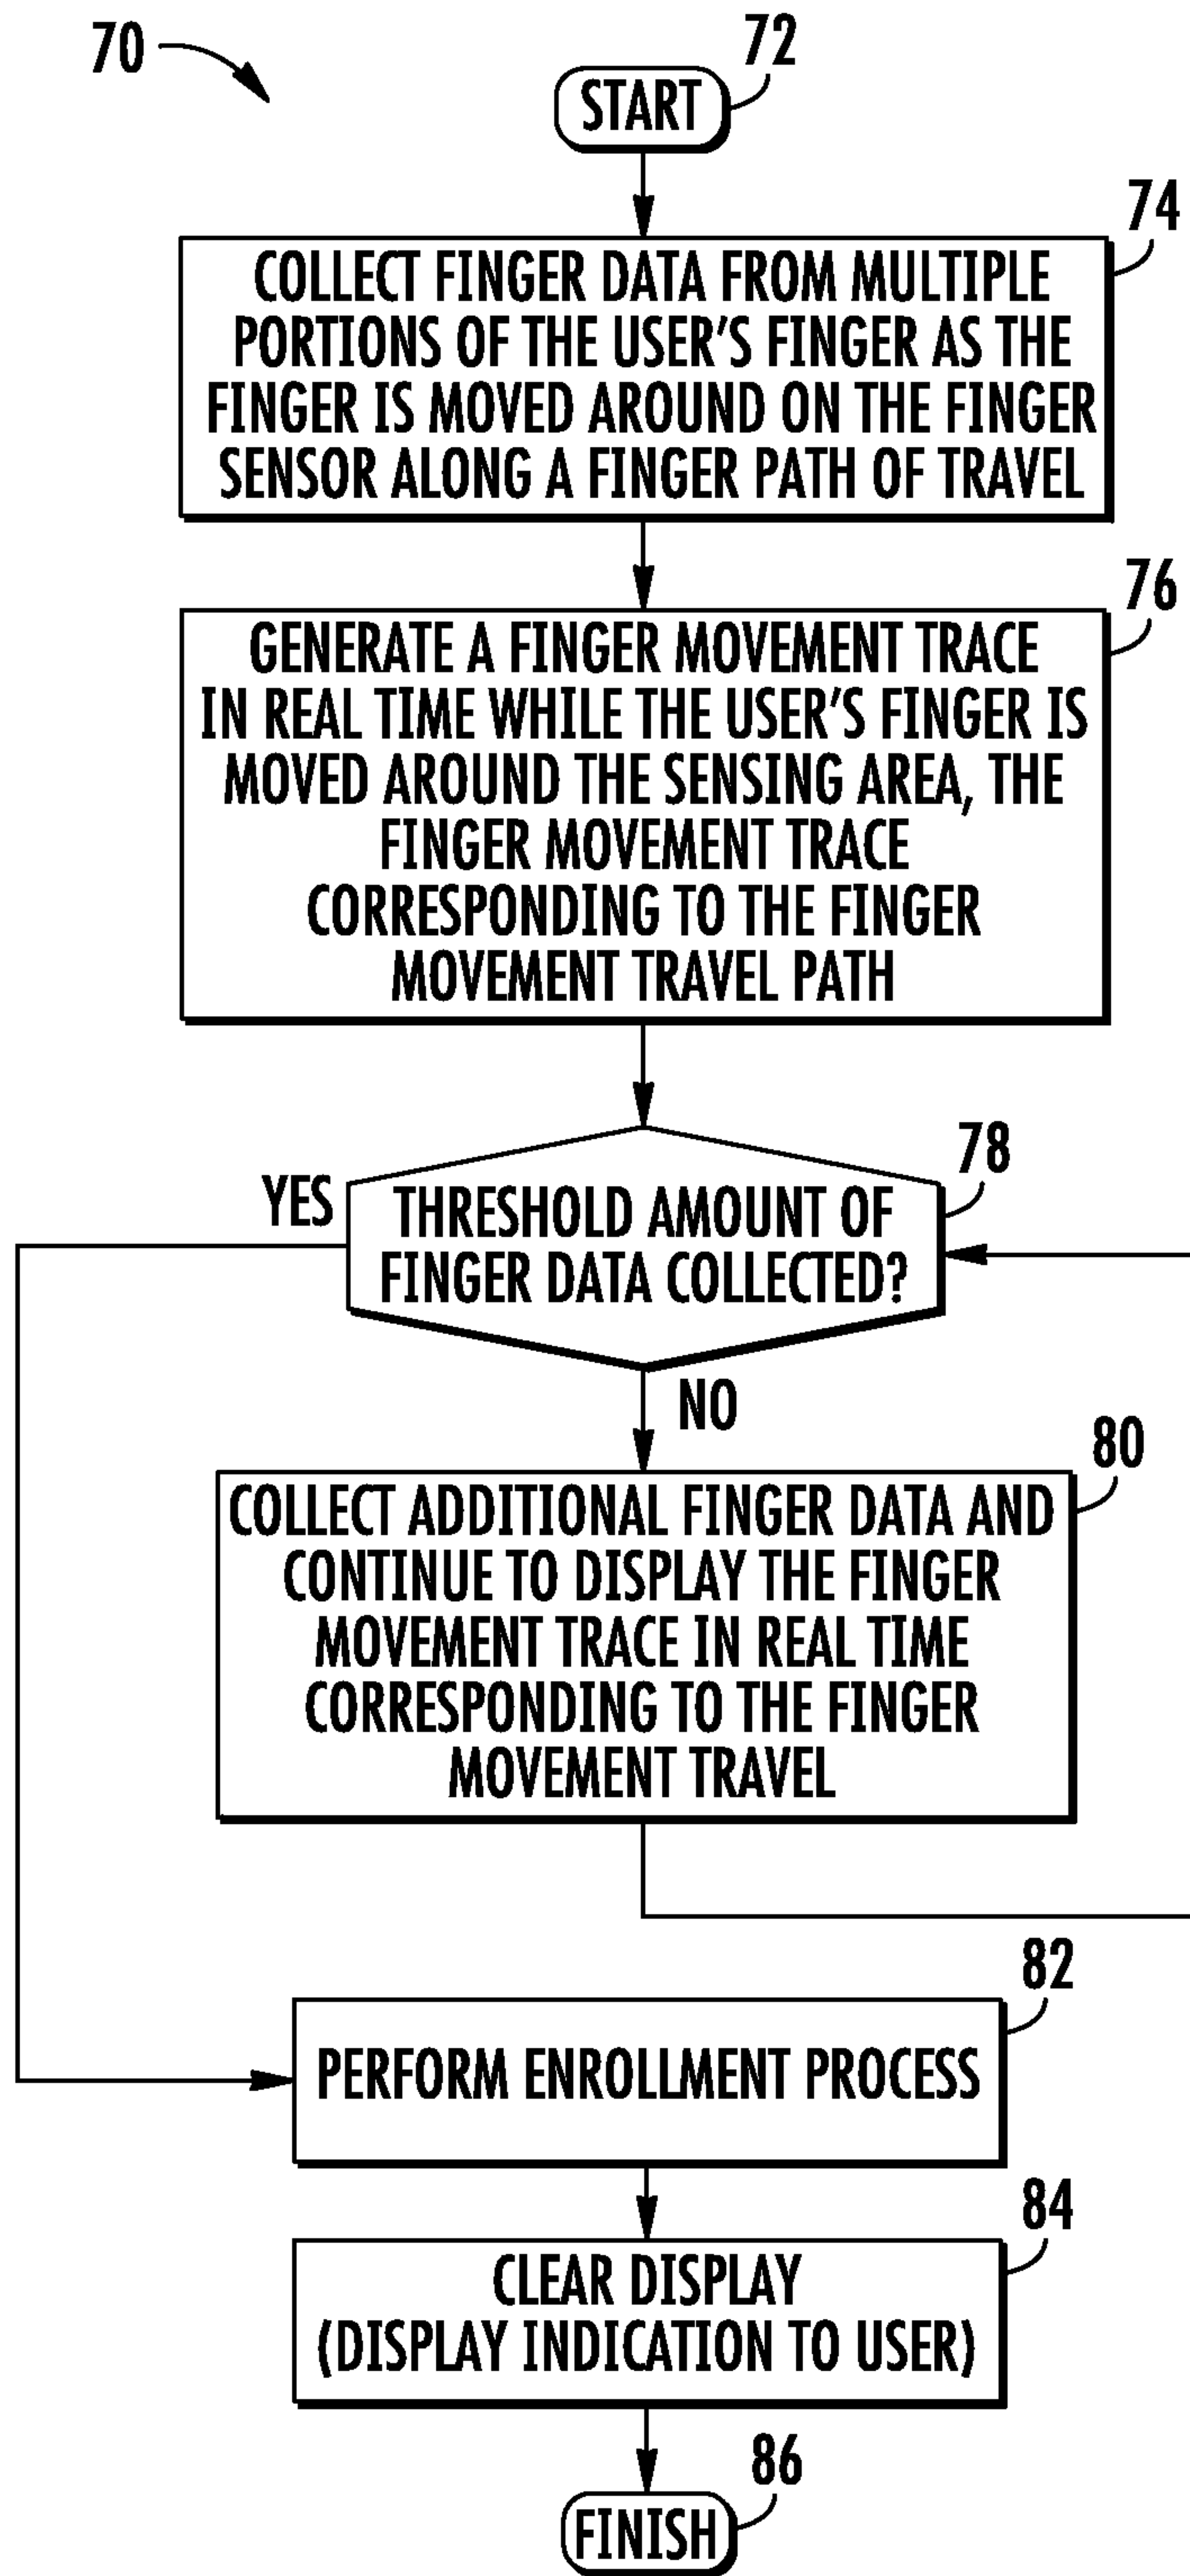 70
START
72
COLLECT FINGER DATA FROM MULTIPLE
PORTIONS OF THE USER'S FINGER AS THE
FINGER IS MOVED AROUND ON THE FINGER
SENSOR ALONG A FINGER PATH OF TRAVEL
74
GENERATE A FINGER MOVEMENT TRACE
IN REAL TIME WHILE THE USER'S FINGER IS
MOVED AROUND THE SENSING AREA, THE
FINGER MOVEMENT TRACE
CORRESPONDING TO THE FINGER
MOVEMENT TRAVEL PATH
76
YES
THRESHOLD AMOUNT OF
FINGER DATA COLLECTED?
78
NO
COLLECT ADDITIONAL FINGER DATA AND
CONTINUE TO DISPLAY THE FINGER
MOVEMENT TRACE IN REAL TIME
CORRESPONDING TO THE FINGER
MOVEMENT TRAVEL
80
PERFORM ENROLLMENT PROCESS
82
CLEAR DISPLAY
(DISPLAY INDICATION TO USER)
84
FINISH
86